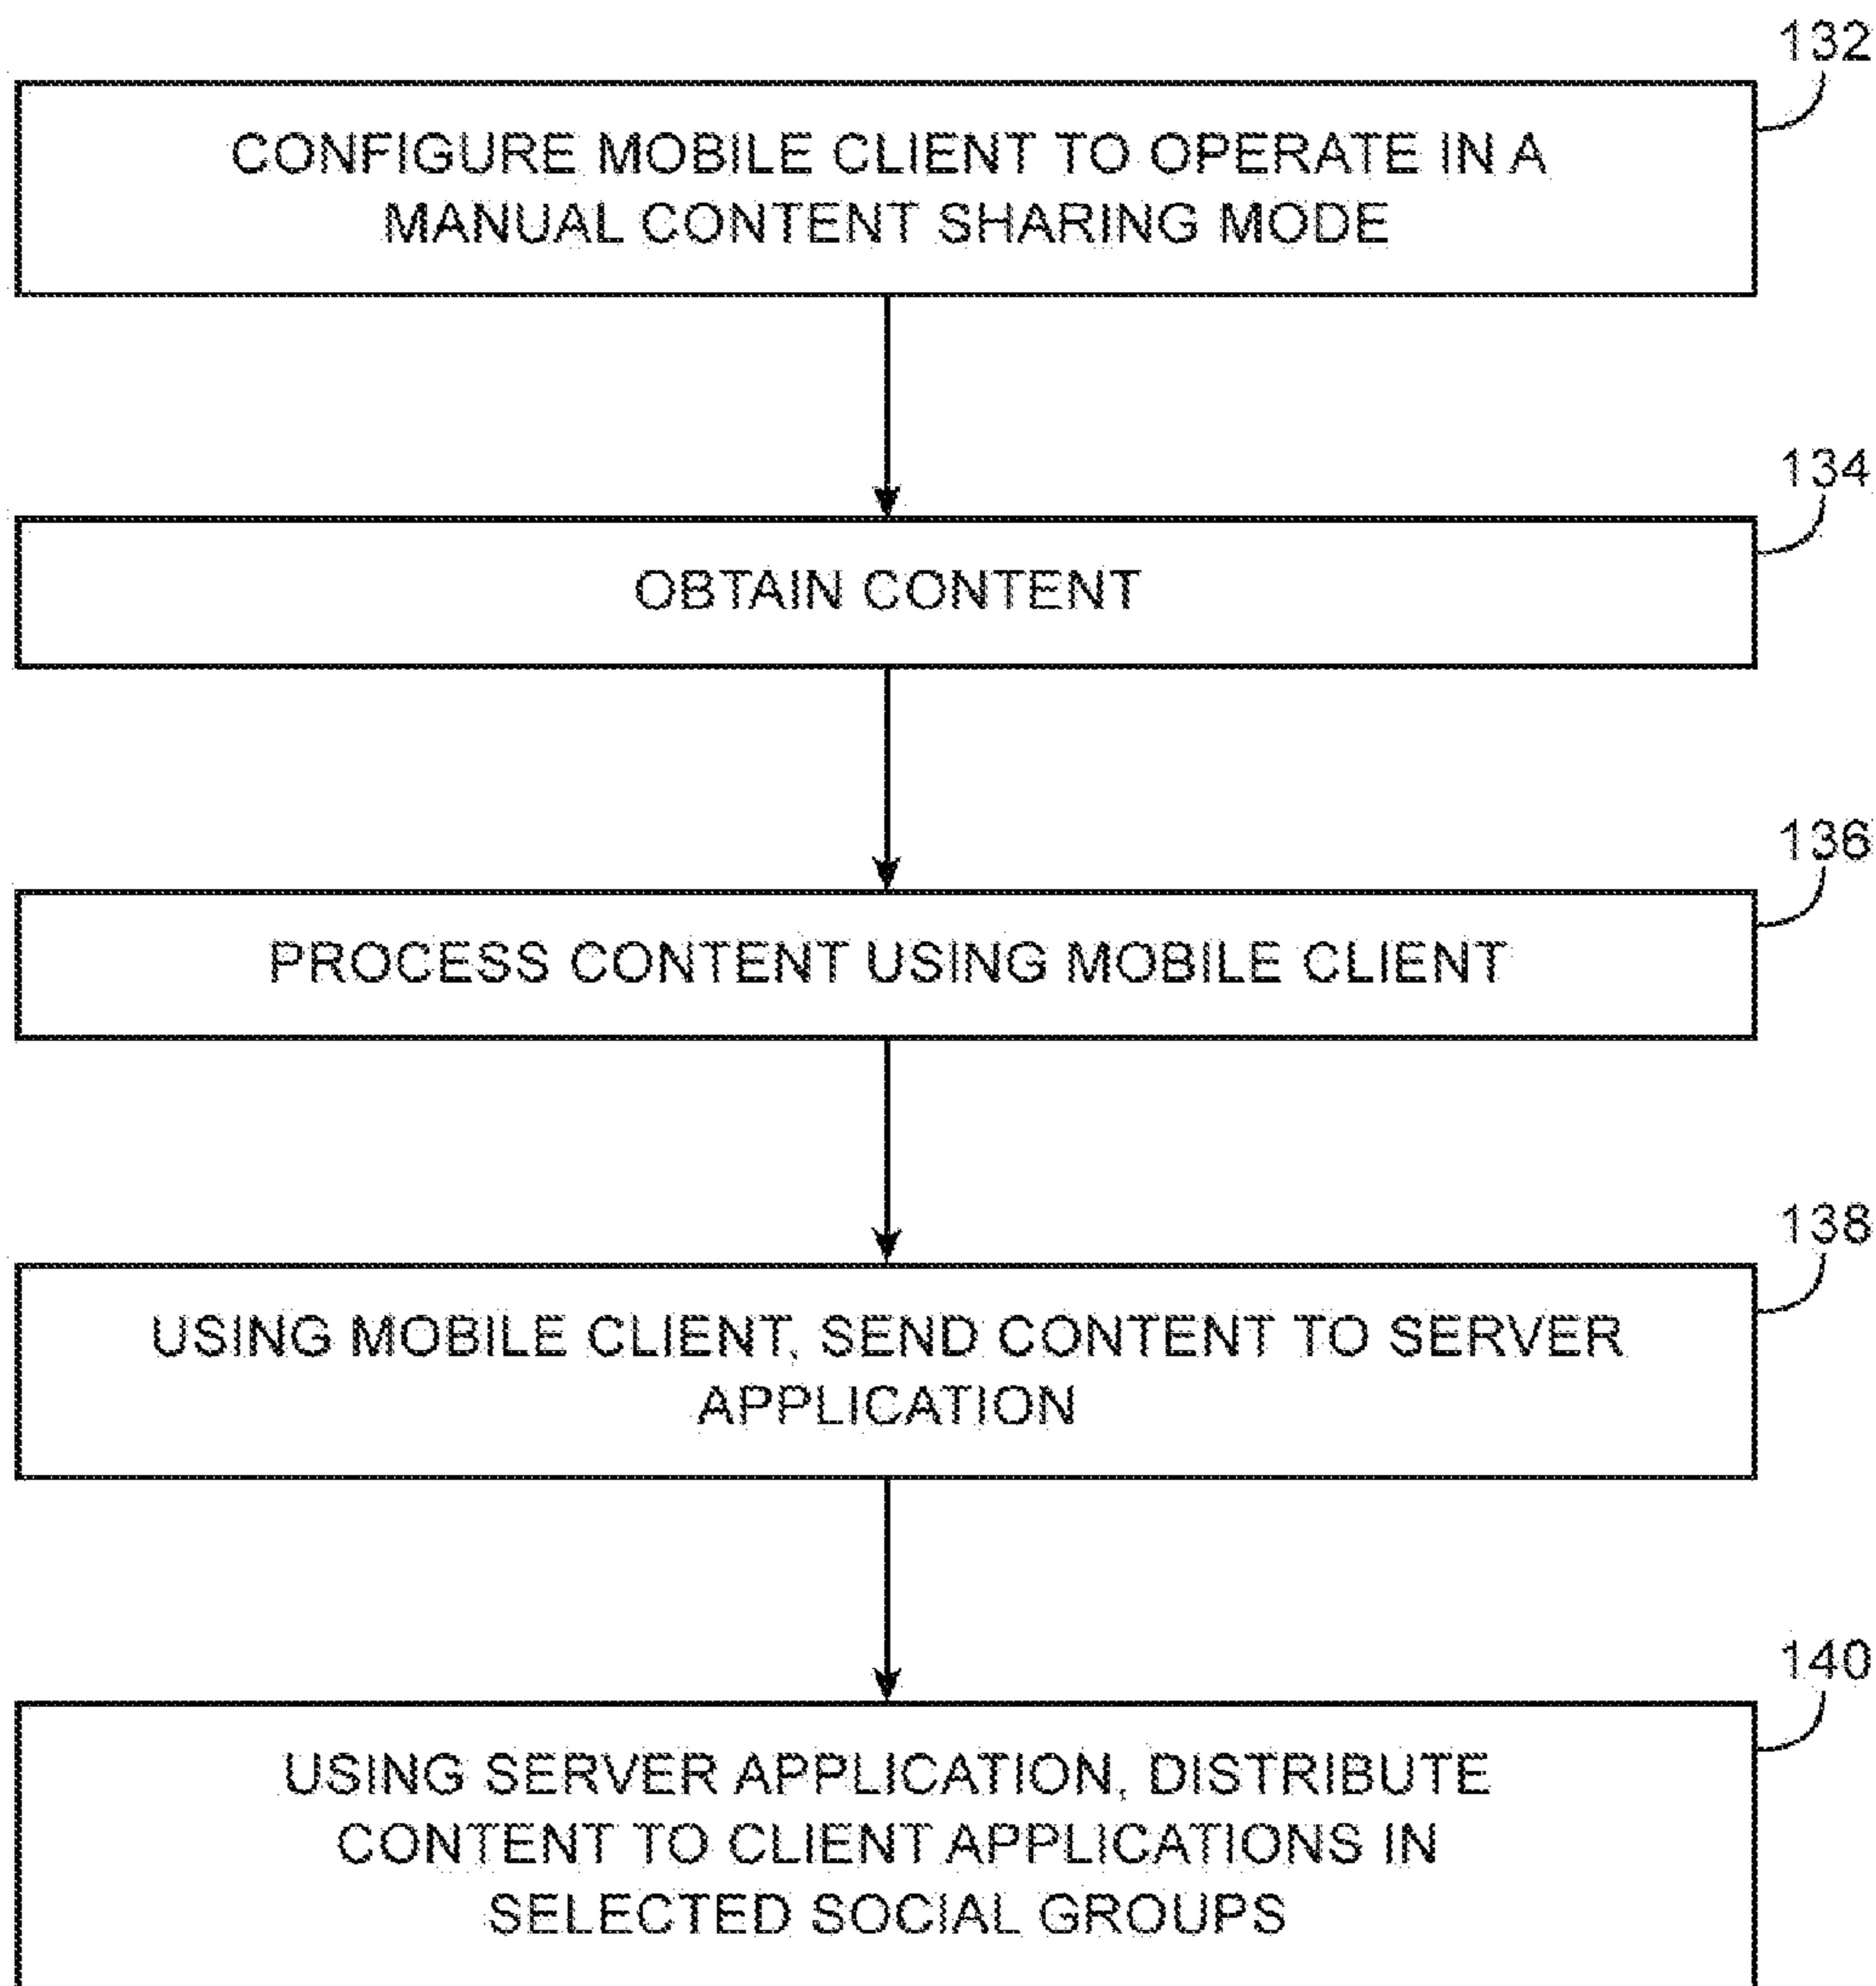 132
CONFIGURE MOBILE CLIENT TO OPERATE IN A
MANUAL CONTENT SHARING MODE
134
OBTAIN CONTENT
136
PROCESS CONTENT USING MOBILE CLIENT
138
USING MOBILE CLIENT, SEND CONTENT TO SERVER
APPLICATION
140
USING SERVER APPLICATION, DISTRIBUTE
CONTENT TO CLIENT APPLICATIONS IN
SELECTED SOCIAL GROUPS